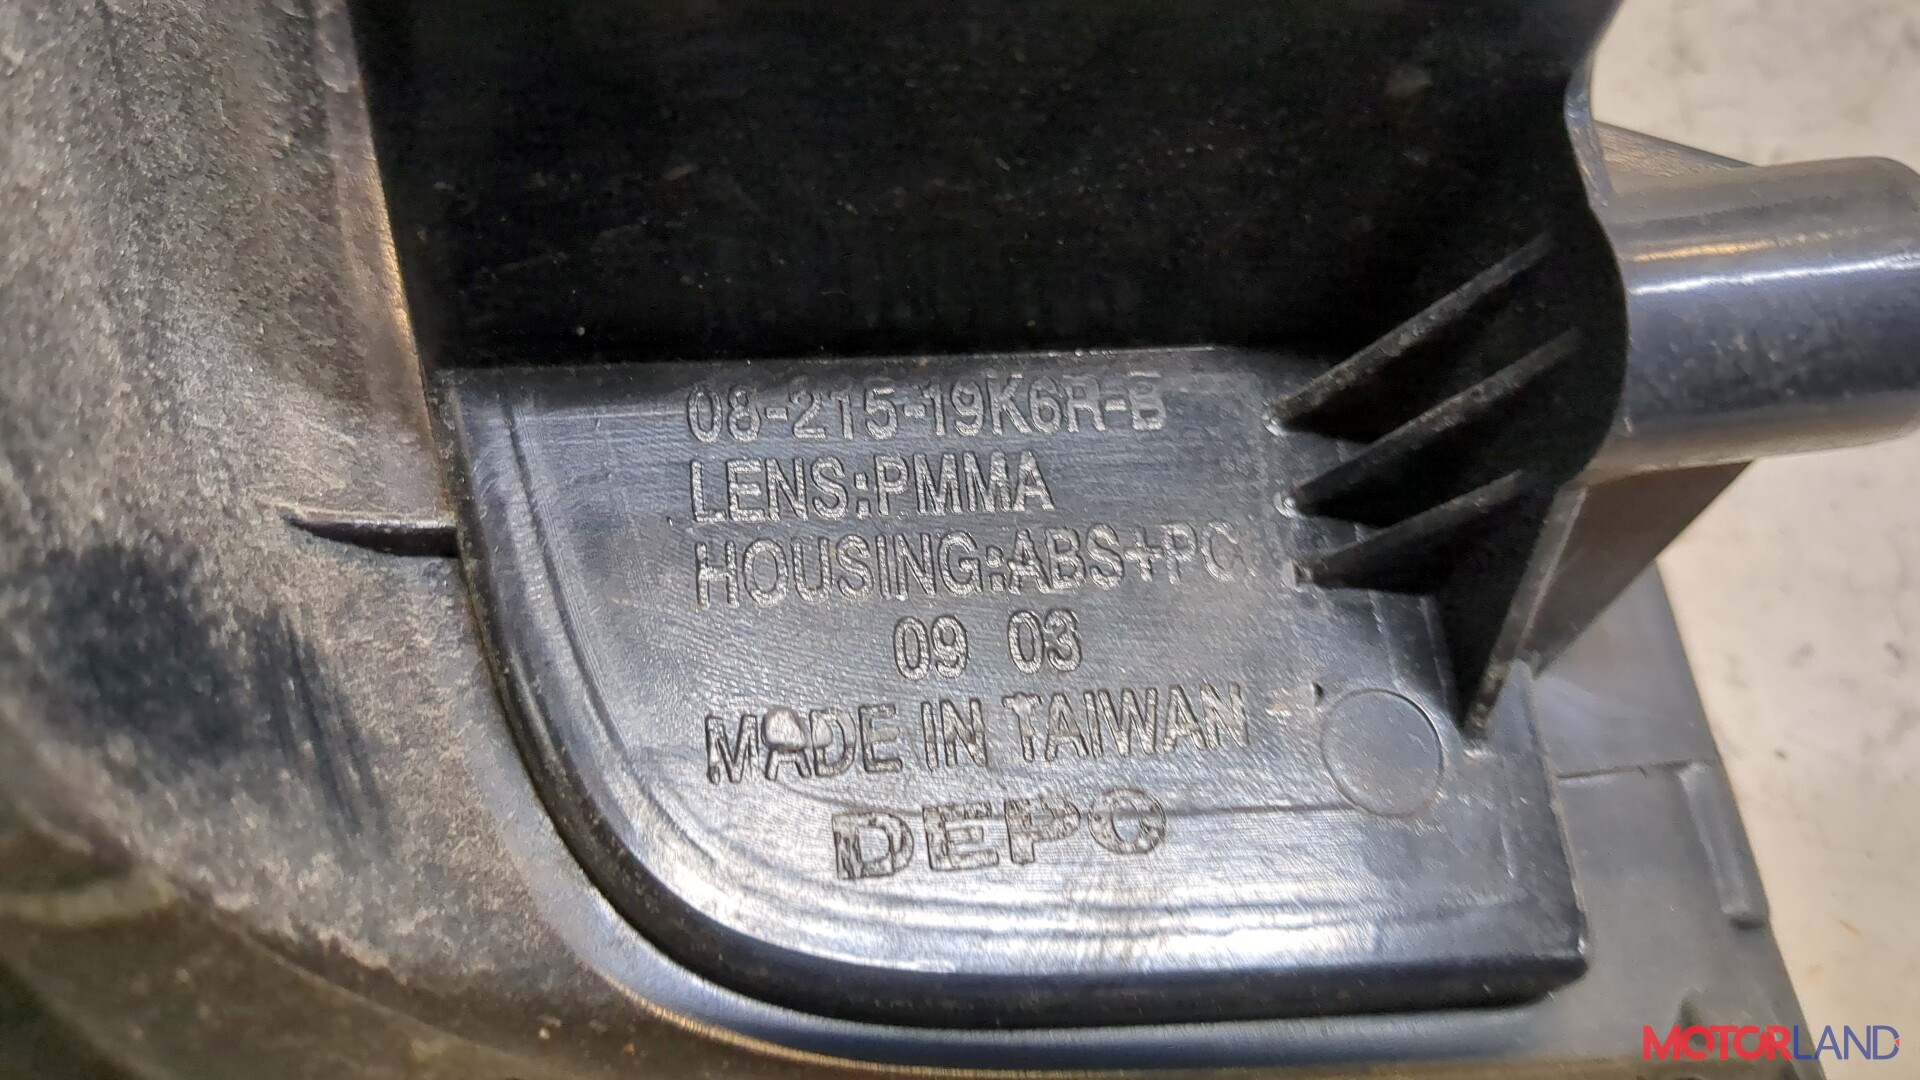 08-215-19K6R-B
LENS:PMMA
HOUSING:ABS+PC
09 03
MADE IN TAIWAN
DEPO
MOTORLAND